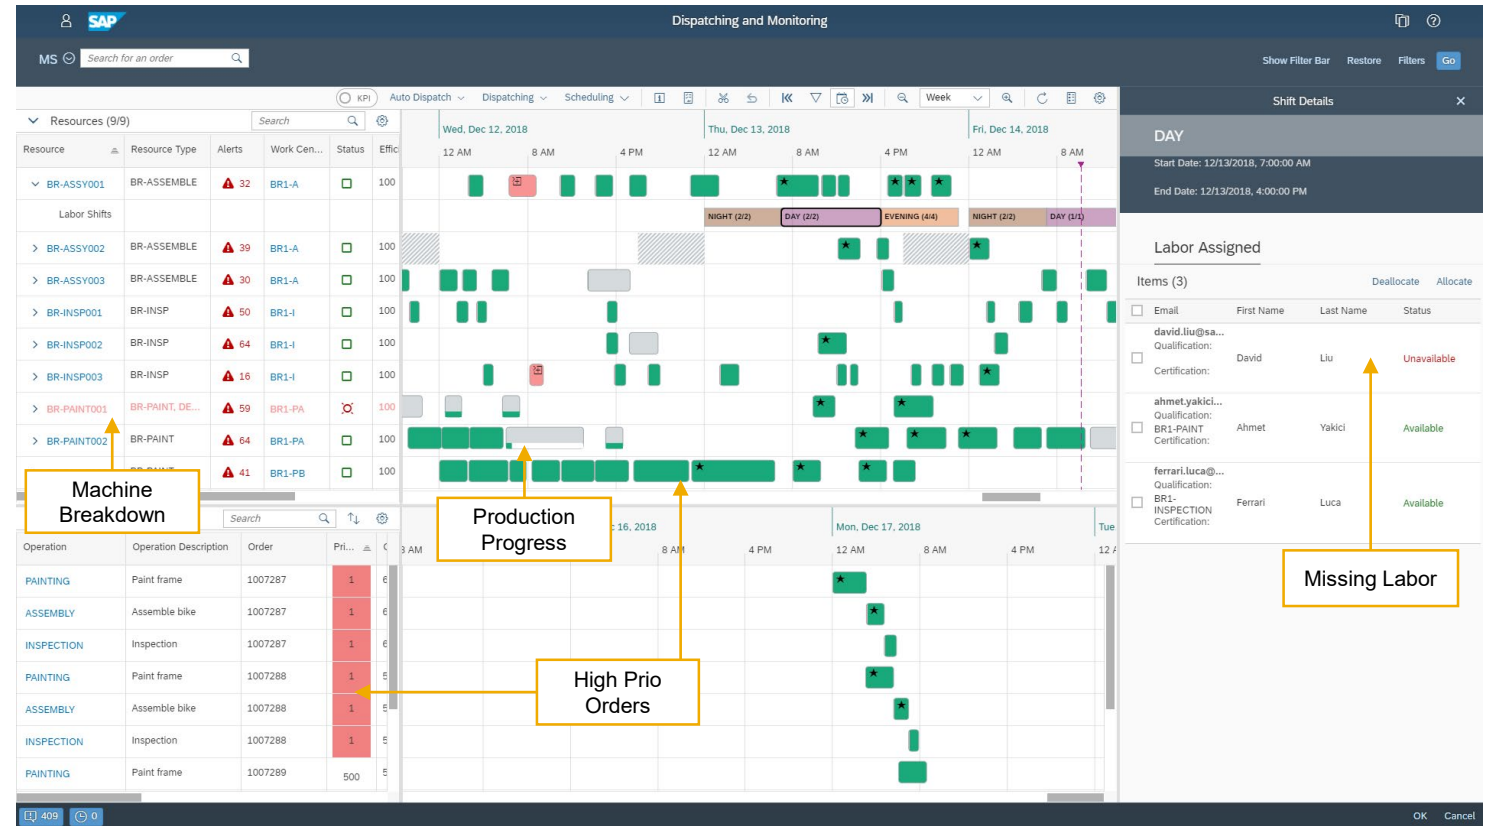 SAP
Dispatching and Monitoring
MS
Search for an order
Show Filter Bar Restore Filters Go
KPI Auto Dispatch Dispatching Scheduling Week
Shift Details
Resources (9/9) Search
Wed, Dec 12, 2018 Thu, Dec 13, 2018 Fri, Dec 14, 2018
12 AM 8 AM 4 PM 12 AM 8 AM 4 PM 12 AM 8 AM
Resource Resource Type Alerts Work Cen... Status Effic
BR-ASSY001 BR-ASSEMBLE 32 BR1-A 100
Labor Shifts
NIGHT (2/2) DAY (2/2) EVENING (4/4) NIGHT (2/2) DAY (1/1)
BR-ASSY002 BR-ASSEMBLE 39 BR1-A 100
BR-ASSY003 BR-ASSEMBLE 30 BR1-A 100
BR-INSP001 BR-INSP 50 BR1-I 100
BR-INSP002 BR-INSP 64 BR1-I 100
BR-INSP003 BR-INSP 16 BR1-I 100
BR-PAINT001 BR-PAINT, DE... 59 BR1-PA 100
BR-PAINT002 BR-PAINT 64 BR1-PA 100
41 BR1-PB 100
Machine
Breakdown
Production
Progress
High Prio
Orders
Missing Labor
DAY
Start Date: 12/13/2018, 7:00:00 AM
End Date: 12/13/2018, 4:00:00 PM
Labor Assigned
Items (3) Deallocate Allocate
Email First Name Last Name Status
david.liu@sa...
Qualification:
David Liu Unavailable
Certification:
ahmet.yakici...
Qualification:
BR1-PAINT Ahmet Yakici Available
Certification:
ferrari.luca@...
Qualification:
BR1-
INSPECTION
Ferrari Luca Available
Certification:
Search
16, 2018 Mon, Dec 17, 2018 Tue
AM 8 AM 4 PM 12 AM 8 AM 4 PM 12
Operation Operation Description Order Pri...
PAINTING Paint frame 1007287 1
ASSEMBLY Assemble bike 1007287 1
INSPECTION Inspection 1007287 1
PAINTING Paint frame 1007288 1
ASSEMBLY Assemble bike 1007288 1
INSPECTION Inspection 1007288 1
PAINTING Paint frame 1007289 500
409 0
OK Cancel